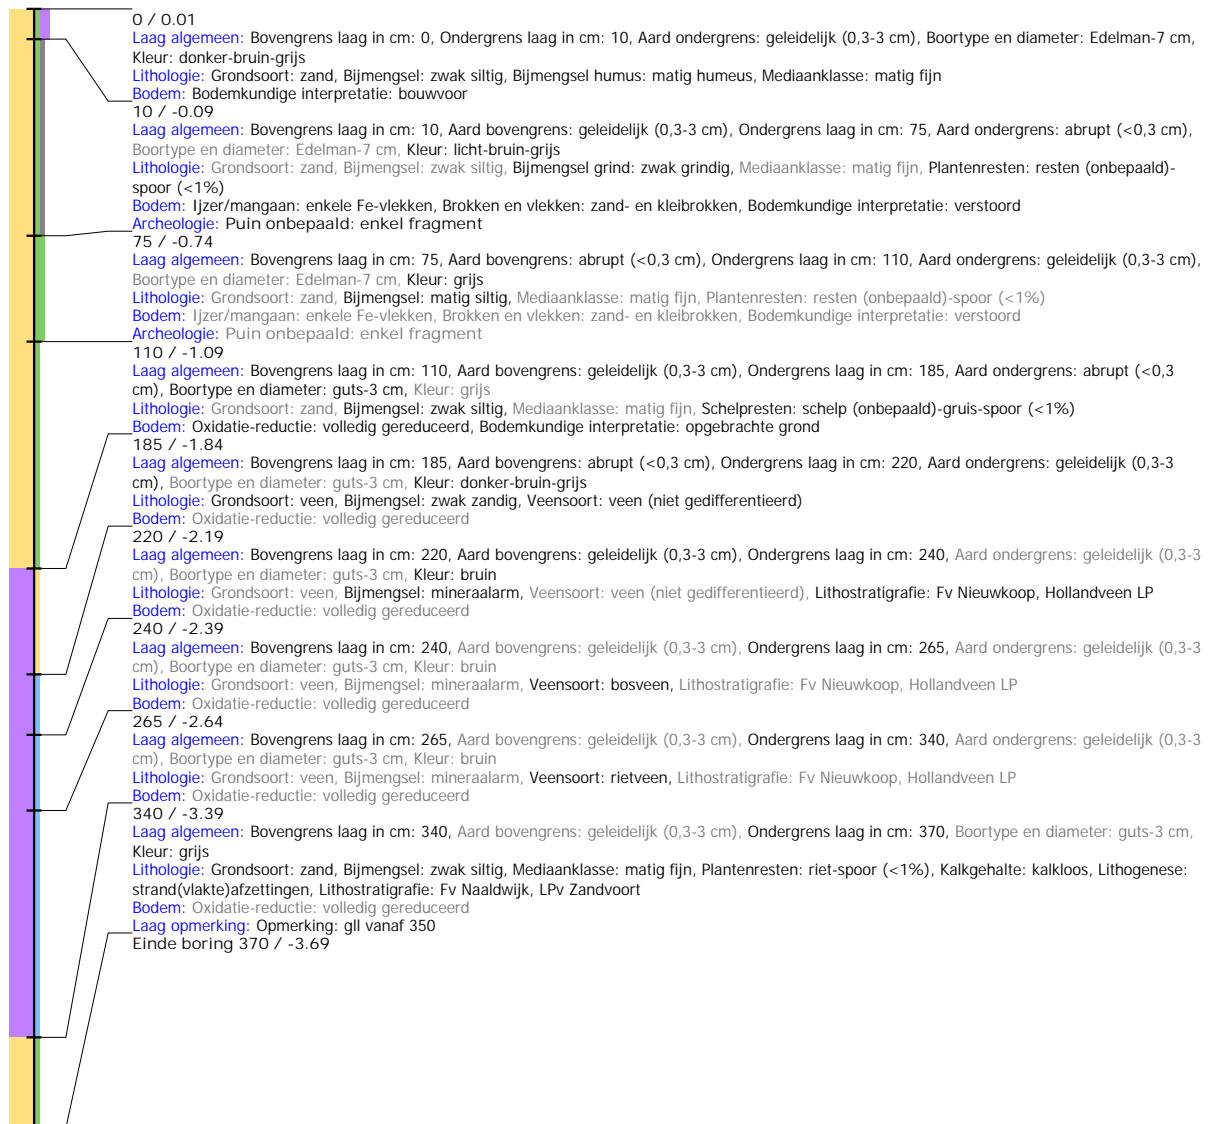 0 / 0.01
Laag algemeen: Bovengrens laag in cm: 0, Ondergrens laag in cm: 10, Aard ondergrens: geleidelijk (0,3-3 cm), Boortype en diameter: Edelman-7 cm,
Kleur: donker-bruin-grijs
Lithologie: Grondsoort: zand, Bijmengsel: zwak siltig, Bijmengsel humus: matig humeus, Mediaanklasse: matig fijn
Bodem: Bodemkundige interpretatie: bouwvoor
10 / -0.09
Laag algemeen: Bovengrens laag in cm: 10, Aard bovengrens: geleidelijk (0,3-3 cm), Ondergrens laag in cm: 75, Aard ondergrens: abrupt (<0,3 cm),
Boortype en diameter: Edelman-7 cm, Kleur: licht-bruin-grijs
Lithologie: Grondsoort: zand, Bijmengsel: zwak siltig, Bijmengsel grind: zwak grindig, Mediaanklasse: matig fijn, Plantenresten: resten (onbepaald)-
spoor (<1%)
Bodem: Ijzer/mangaan: enkele Fe-vlekken, Brokken en vlekken: zand- en kleibrokken, Bodemkundige interpretatie: verstoord
Archeologie: Puin onbepaald: enkel fragment
75 / -0.74
Laag algemeen: Bovengrens laag in cm: 75, Aard bovengrens: abrupt (<0,3 cm), Ondergrens laag in cm: 110, Aard ondergrens: geleidelijk (0,3-3 cm),
Boortype en diameter: Edelman-7 cm, Kleur: grijs
Lithologie: Grondsoort: zand, Bijmengsel: matig siltig, Mediaanklasse: matig fijn, Plantenresten: resten (onbepaald)-spoor (<1%)
Bodem: Ijzer/mangaan: enkele Fe-vlekken, Brokken en vlekken: zand- en kleibrokken, Bodemkundige interpretatie: verstoord
Archeologie: Puin onbepaald: enkel fragment
110 / -1.09
Laag algemeen: Bovengrens laag in cm: 110, Aard bovengrens: geleidelijk (0,3-3 cm), Ondergrens laag in cm: 185, Aard ondergrens: abrupt (<0,3
cm), Boortype en diameter: guts-3 cm, Kleur: grijs
Lithologie: Grondsoort: zand, Bijmengsel: zwak siltig, Mediaanklasse: matig fijn, Schelpresten: schelp (onbepaald)-gruis-spoor (<1%)
Bodem: Oxidatie-reductie: volledig gereduceerd, Bodemkundige interpretatie: opgebrachte grond
185 / -1.84
Laag algemeen: Bovengrens laag in cm: 185, Aard bovengrens: abrupt (<0,3 cm), Ondergrens laag in cm: 220, Aard ondergrens: geleidelijk (0,3-3
cm), Boortype en diameter: guts-3 cm, Kleur: donker-bruin-grijs
Lithologie: Grondsoort: veen, Bijmengsel: zwak zandig, Veensoort: veen (niet gedifferentieerd)
Bodem: Oxidatie-reductie: volledig gereduceerd
220 / -2.19
Laag algemeen: Bovengrens laag in cm: 220, Aard bovengrens: geleidelijk (0,3-3 cm), Ondergrens laag in cm: 240, Aard ondergrens: geleidelijk (0,3-3
cm), Boortype en diameter: guts-3 cm, Kleur: bruin
Lithologie: Grondsoort: veen, Bijmengsel: mineraalarm, Veensoort: veen (niet gedifferentieerd), Lithostratigrafie: Fv Nieuwkoop, Hollandveen LP
Bodem: Oxidatie-reductie: volledig gereduceerd
240 / -2.39
Laag algemeen: Bovengrens laag in cm: 240, Aard bovengrens: geleidelijk (0,3-3 cm), Ondergrens laag in cm: 265, Aard ondergrens: geleidelijk (0,3-3
cm), Boortype en diameter: guts-3 cm, Kleur: bruin
Lithologie: Grondsoort: veen, Bijmengsel: mineraalarm, Veensoort: bosveen, Lithostratigrafie: Fv Nieuwkoop, Hollandveen LP
Bodem: Oxidatie-reductie: volledig gereduceerd
265 / -2.64
Laag algemeen: Bovengrens laag in cm: 265, Aard bovengrens: geleidelijk (0,3-3 cm), Ondergrens laag in cm: 340, Aard ondergrens: geleidelijk (0,3-3
cm), Boortype en diameter: guts-3 cm, Kleur: bruin
Lithologie: Grondsoort: veen, Bijmengsel: mineraalarm, Veensoort: rietveen, Lithostratigrafie: Fv Nieuwkoop, Hollandveen LP
Bodem: Oxidatie-reductie: volledig gereduceerd
340 / -3.39
Laag algemeen: Bovengrens laag in cm: 340, Aard bovengrens: geleidelijk (0,3-3 cm), Ondergrens laag in cm: 370, Boortype en diameter: guts-3 cm,
Kleur: grijs
Lithologie: Grondsoort: zand, Bijmengsel: zwak siltig, Mediaanklasse: matig fijn, Plantenresten: riet-spoor (<1%), Kalkgehalte: kalkloos, Lithogenese:
strand(vlakte)afzettingen, Lithostratigrafie: Fv Naaldwijk, LPv Zandvoort
Bodem: Oxidatie-reductie: volledig gereduceerd
Laag opmerking: Opmerking: gll vanaf 350
Einde boring 370 / -3.69